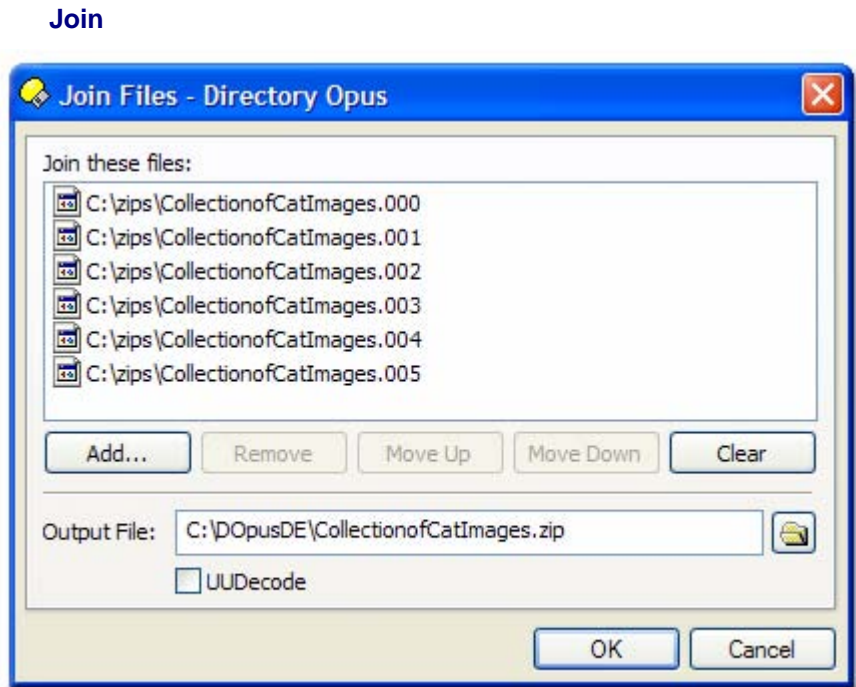 Join
Join Files - Directory Opus
Join these files:
C:\zips\CollectionofCatImages.000
C:\zips\CollectionofCatImages.001
C:\zips\CollectionofCatImages.002
C:\zips\CollectionofCatImages.003
C:\zips\CollectionofCatImages.004
C:\zips\CollectionofCatImages.005
Add... Remove Move Up Move Down Clear
Output File: C:\DOpusDE\CollectionofCatImages.zip
UUDecode
OK Cancel